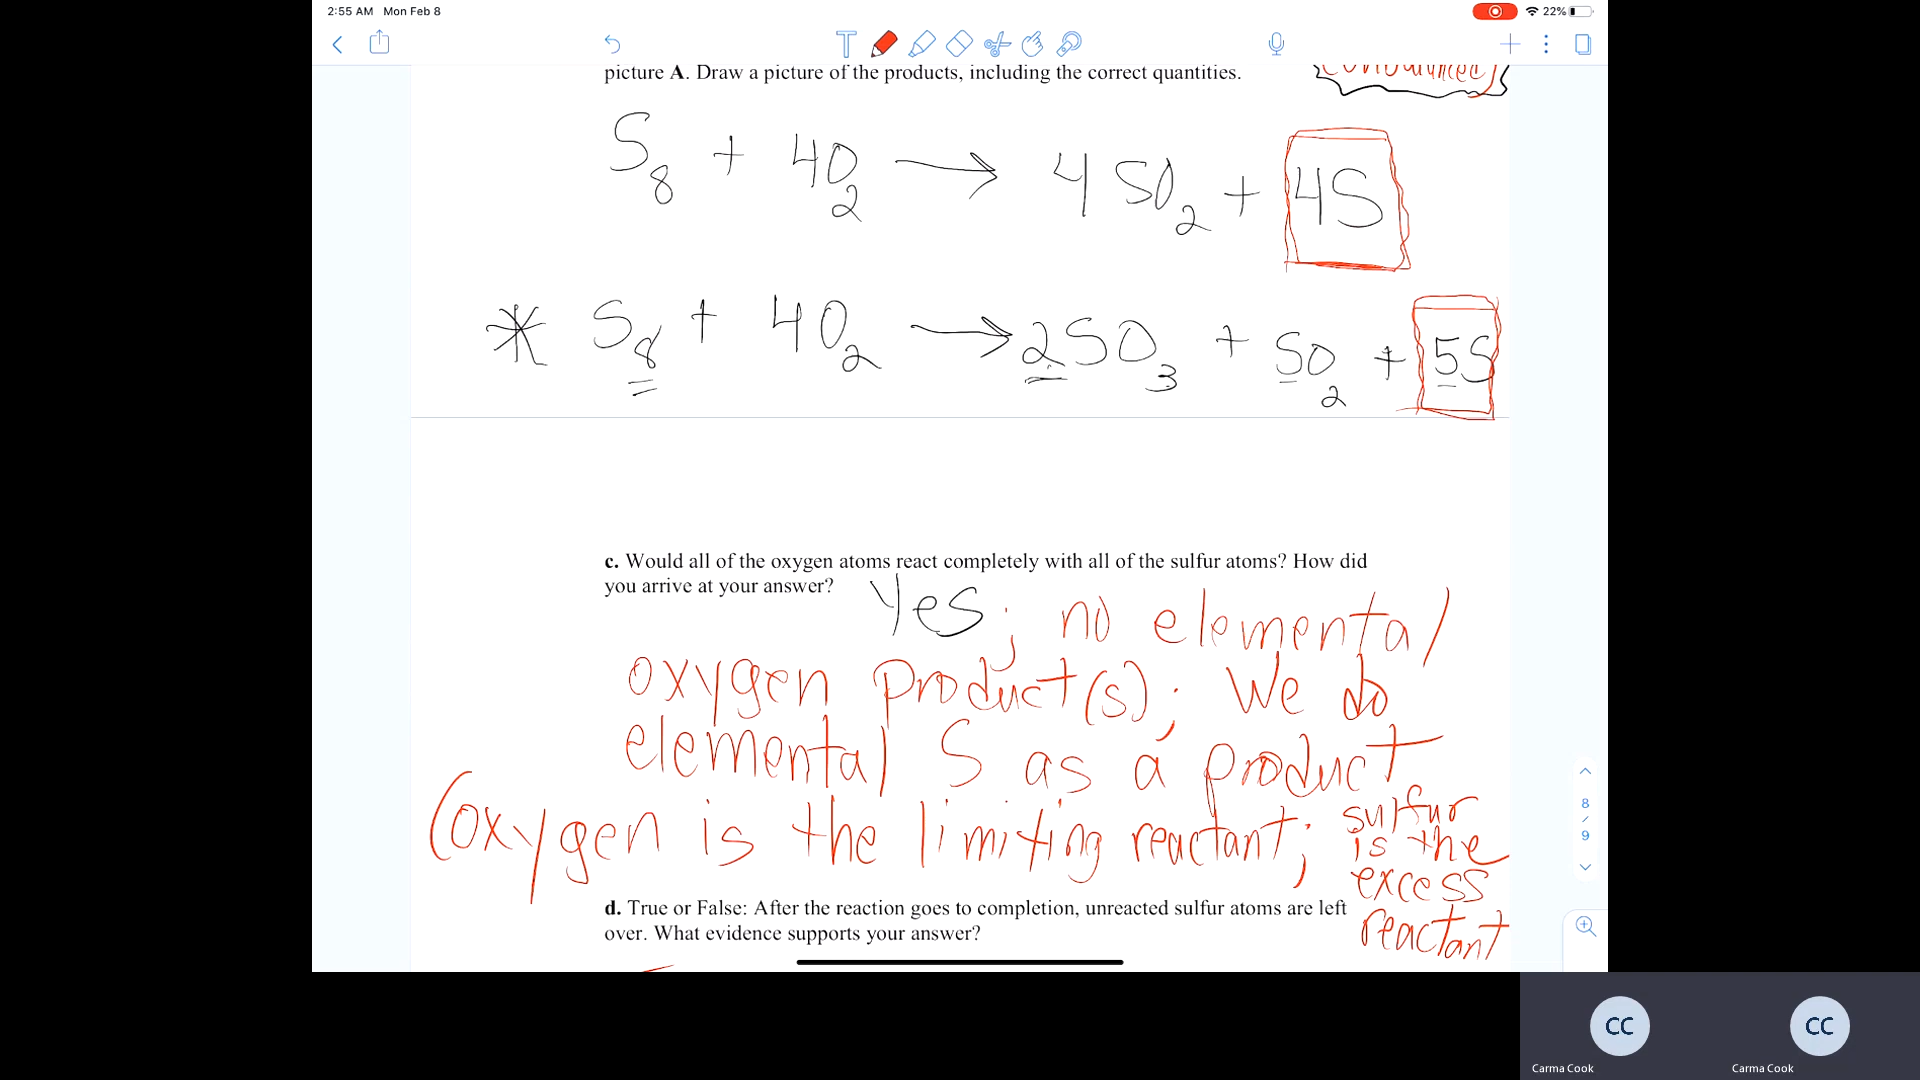 2:55 AM Mon Feb 8
22%
picture A. Draw a picture of the products, including the correct quantities.
S8 + 4O2 → 4SO2 + 4S
* S8 + 4O2 → 2SO3 + SO2 + 5S
c. Would all of the oxygen atoms react completely with all of the sulfur atoms? How did
you arrive at your answer? Yes; no elemental
oxygen product(s); We do
elemental S as a product
(oxygen is the limiting reactant;
sulfur
is the
excess
reactant
d. True or False: After the reaction goes to completion, unreacted sulfur atoms are left
over. What evidence supports your answer?
8
/
9
CC
CC
Carma Cook
Carma Cook